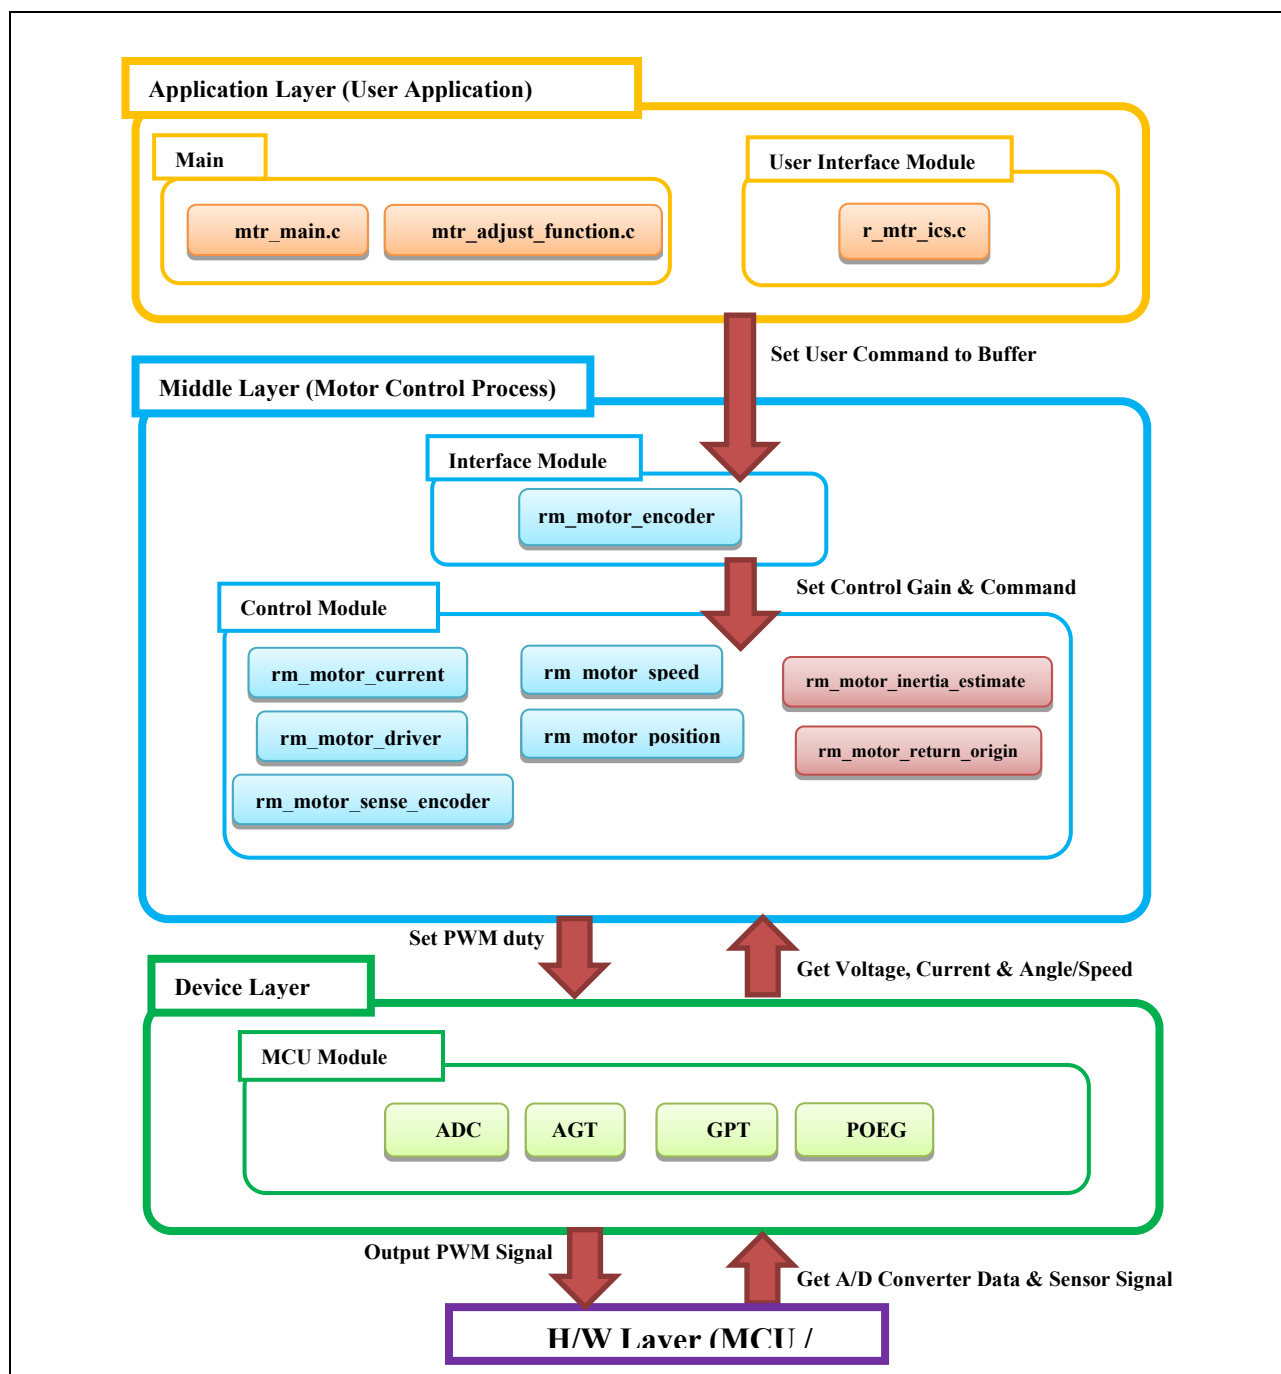 Application Layer (User Application)
Main
User Interface Module
mtr_main.c
mtr_adjust_function.c
r_mtr_ics.c
Set User Command to Buffer
Middle Layer (Motor Control Process)
Interface Module
rm_motor_encoder
Set Control Gain & Command
Control Module
rm_motor_current
rm_motor_speed
rm_motor_inertia_estimate
rm_motor_driver
rm_motor_position
rm_motor_return_origin
rm_motor_sense_encoder
Set PWM duty
Get Voltage, Current & Angle/Speed
Device Layer
MCU Module
ADC
AGT
GPT
POEG
Output PWM Signal
Get A/D Converter Data & Sensor Signal
H/W Layer (MCU /